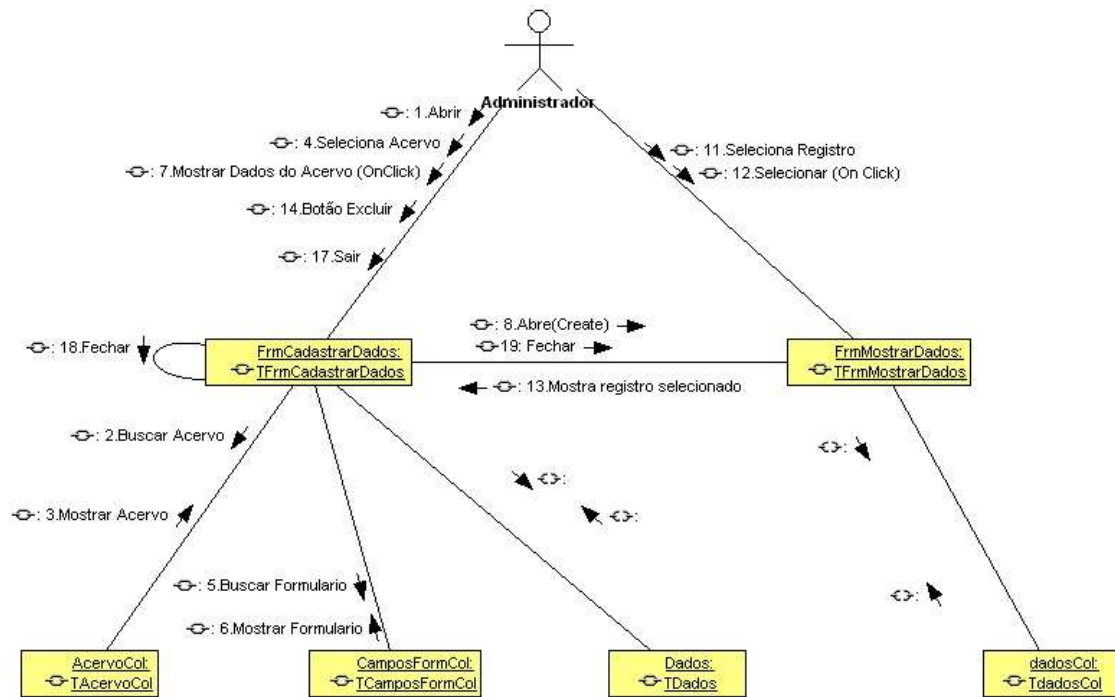 Administrador
1.Abrir
4.Seleciona Acervo
7.Mostrar Dados do Acervo (OnClick)
14.Botão Excluir
17.Sair
11.Seleciona Registro
12.Selecionar (On Click)
18.Fechar
FrmCadastrarDados:
TFrmCadastrarDados
8.Abre(Create)
19: Fechar
13.Mostra registro selecionado
FrmMostrarDados:
TFrmMostrarDados
2.Buscar Acervo
3.Mostrar Acervo
5.Buscar Formulario
6.Mostrar Formulario
AcervoCol:
TAcervoCol
CamposFormCol:
TCamposFormCol
Dados:
TDados
dadosCol:
TdadosCol